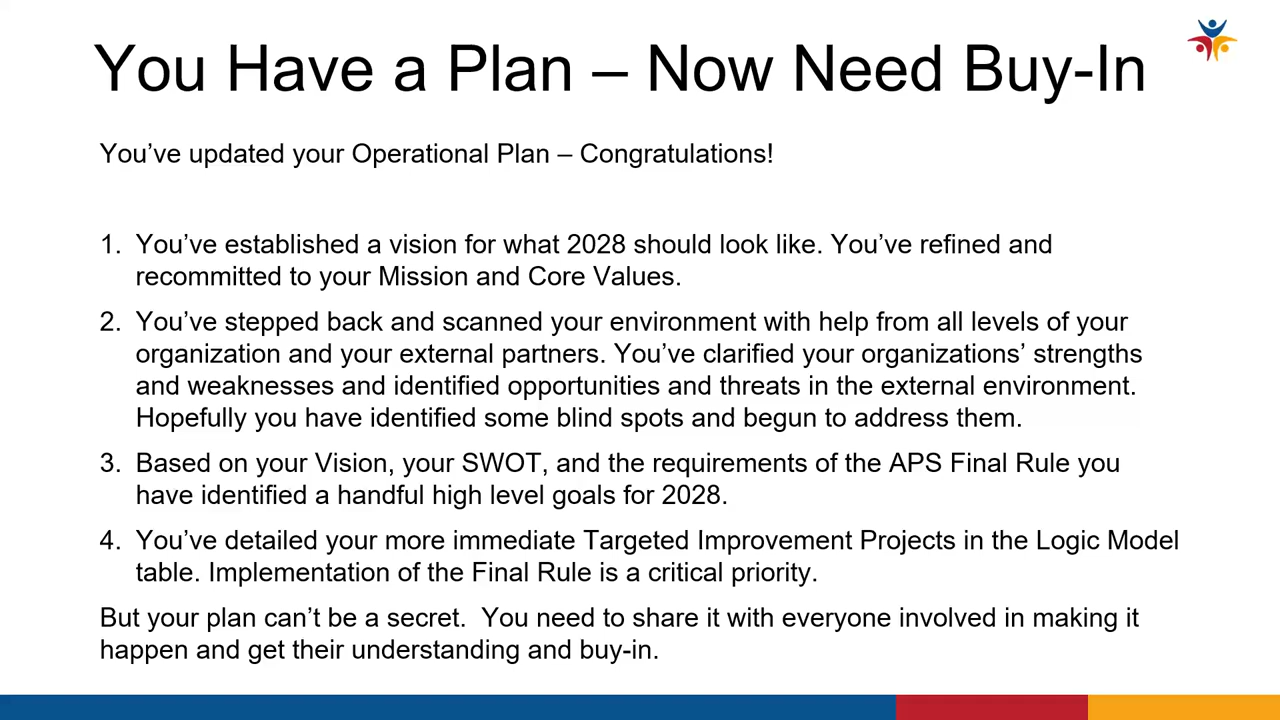 You Have a Plan – Now Need Buy-In
You’ve updated your Operational Plan – Congratulations!
1. You’ve established a vision for what 2028 should look like. You’ve refined and
recommitted to your Mission and Core Values.
2. You’ve stepped back and scanned your environment with help from all levels of your
organization and your external partners. You’ve clarified your organizations’ strengths
and weaknesses and identified opportunities and threats in the external environment.
Hopefully you have identified some blind spots and begun to address them.
3. Based on your Vision, your SWOT, and the requirements of the APS Final Rule you
have identified a handful high level goals for 2028.
4. You’ve detailed your more immediate Targeted Improvement Projects in the Logic Model
table. Implementation of the Final Rule is a critical priority.
But your plan can’t be a secret.  You need to share it with everyone involved in making it
happen and get their understanding and buy-in.